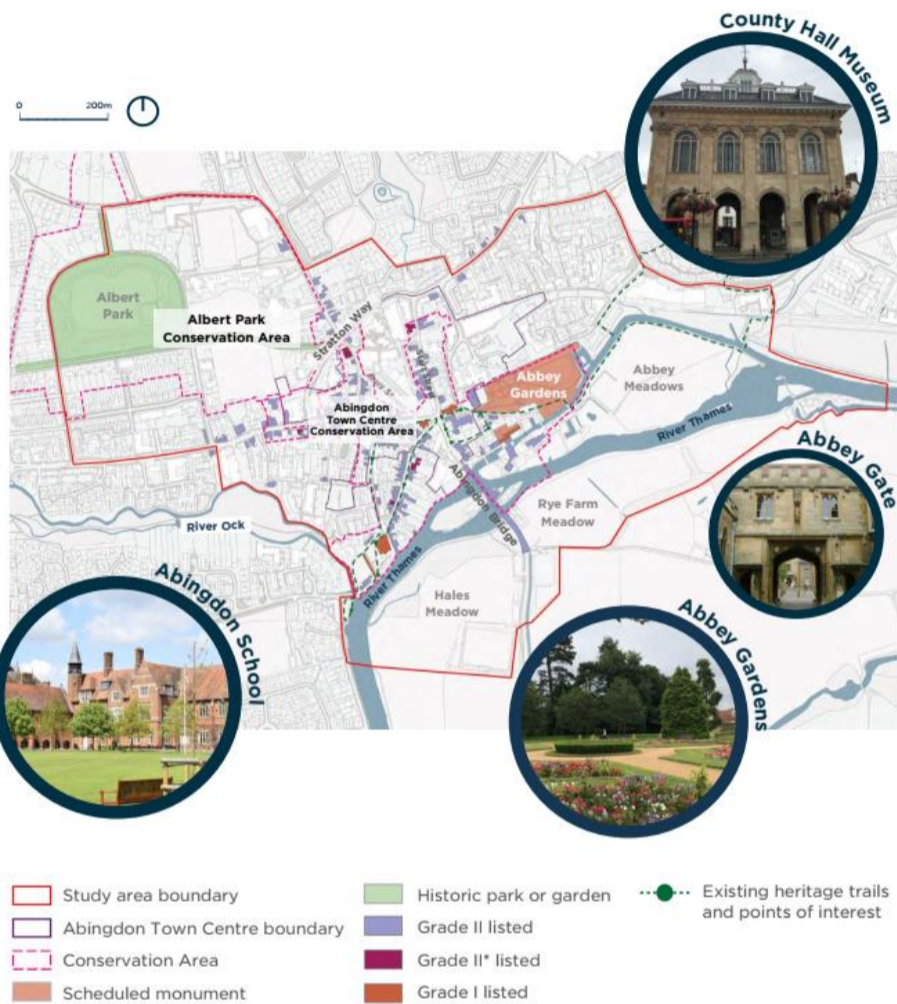 County Hall Museum
0
200m
Albert
Park
Albert Park
Conservation Area
Stratton Way
Abbey
Gardens
Abbey
Meadows
Abingdon
Town Centre
Conservation Area
River Thames
Abingdon Bridge
Rye Farm
Meadow
Abbey Gate
River Ock
River Thames
Hales
Meadow
Abingdon School
Abbey Gardens
Study area boundary
Abingdon Town Centre boundary
Conservation Area
Scheduled monument
Historic park or garden
Grade II listed
Grade II* listed
Grade I listed
Existing heritage trails
and points of interest